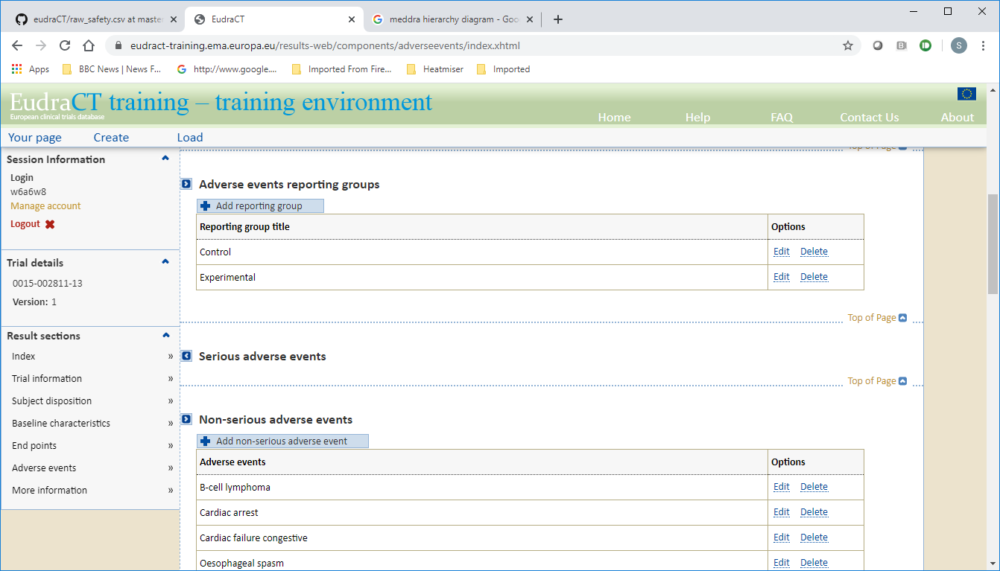 eudraCT/raw_safety.csv at maste
EudraCT
meddra hierarchy diagram - Goo
eudract-training.ema.europa.eu/results-web/components/adverseevents/index.xhtml
S
Apps
BBC News | News F...
http://www.google....
Imported From Fire...
Heatmiser
Imported
EudraCT training – training environment
European clinical trials database
Home Help FAQ Contact Us About
Your page Create Load
Session Information
Login
w6a6w8
Manage account
Logout
Trial details
0015-002811-13
Version: 1
Result sections
Index »
Trial information »
Subject disposition »
Baseline characteristics »
End points »
Adverse events »
More information »
Top of Page
Adverse events reporting groups
Add reporting group
Reporting group title Options
Control Edit Delete
Experimental Edit Delete
Top of Page
Serious adverse events
Top of Page
Non-serious adverse events
Add non-serious adverse event
Adverse events Options
B-cell lymphoma Edit Delete
Cardiac arrest Edit Delete
Cardiac failure congestive Edit Delete
Oesophageal spasm Edit Delete